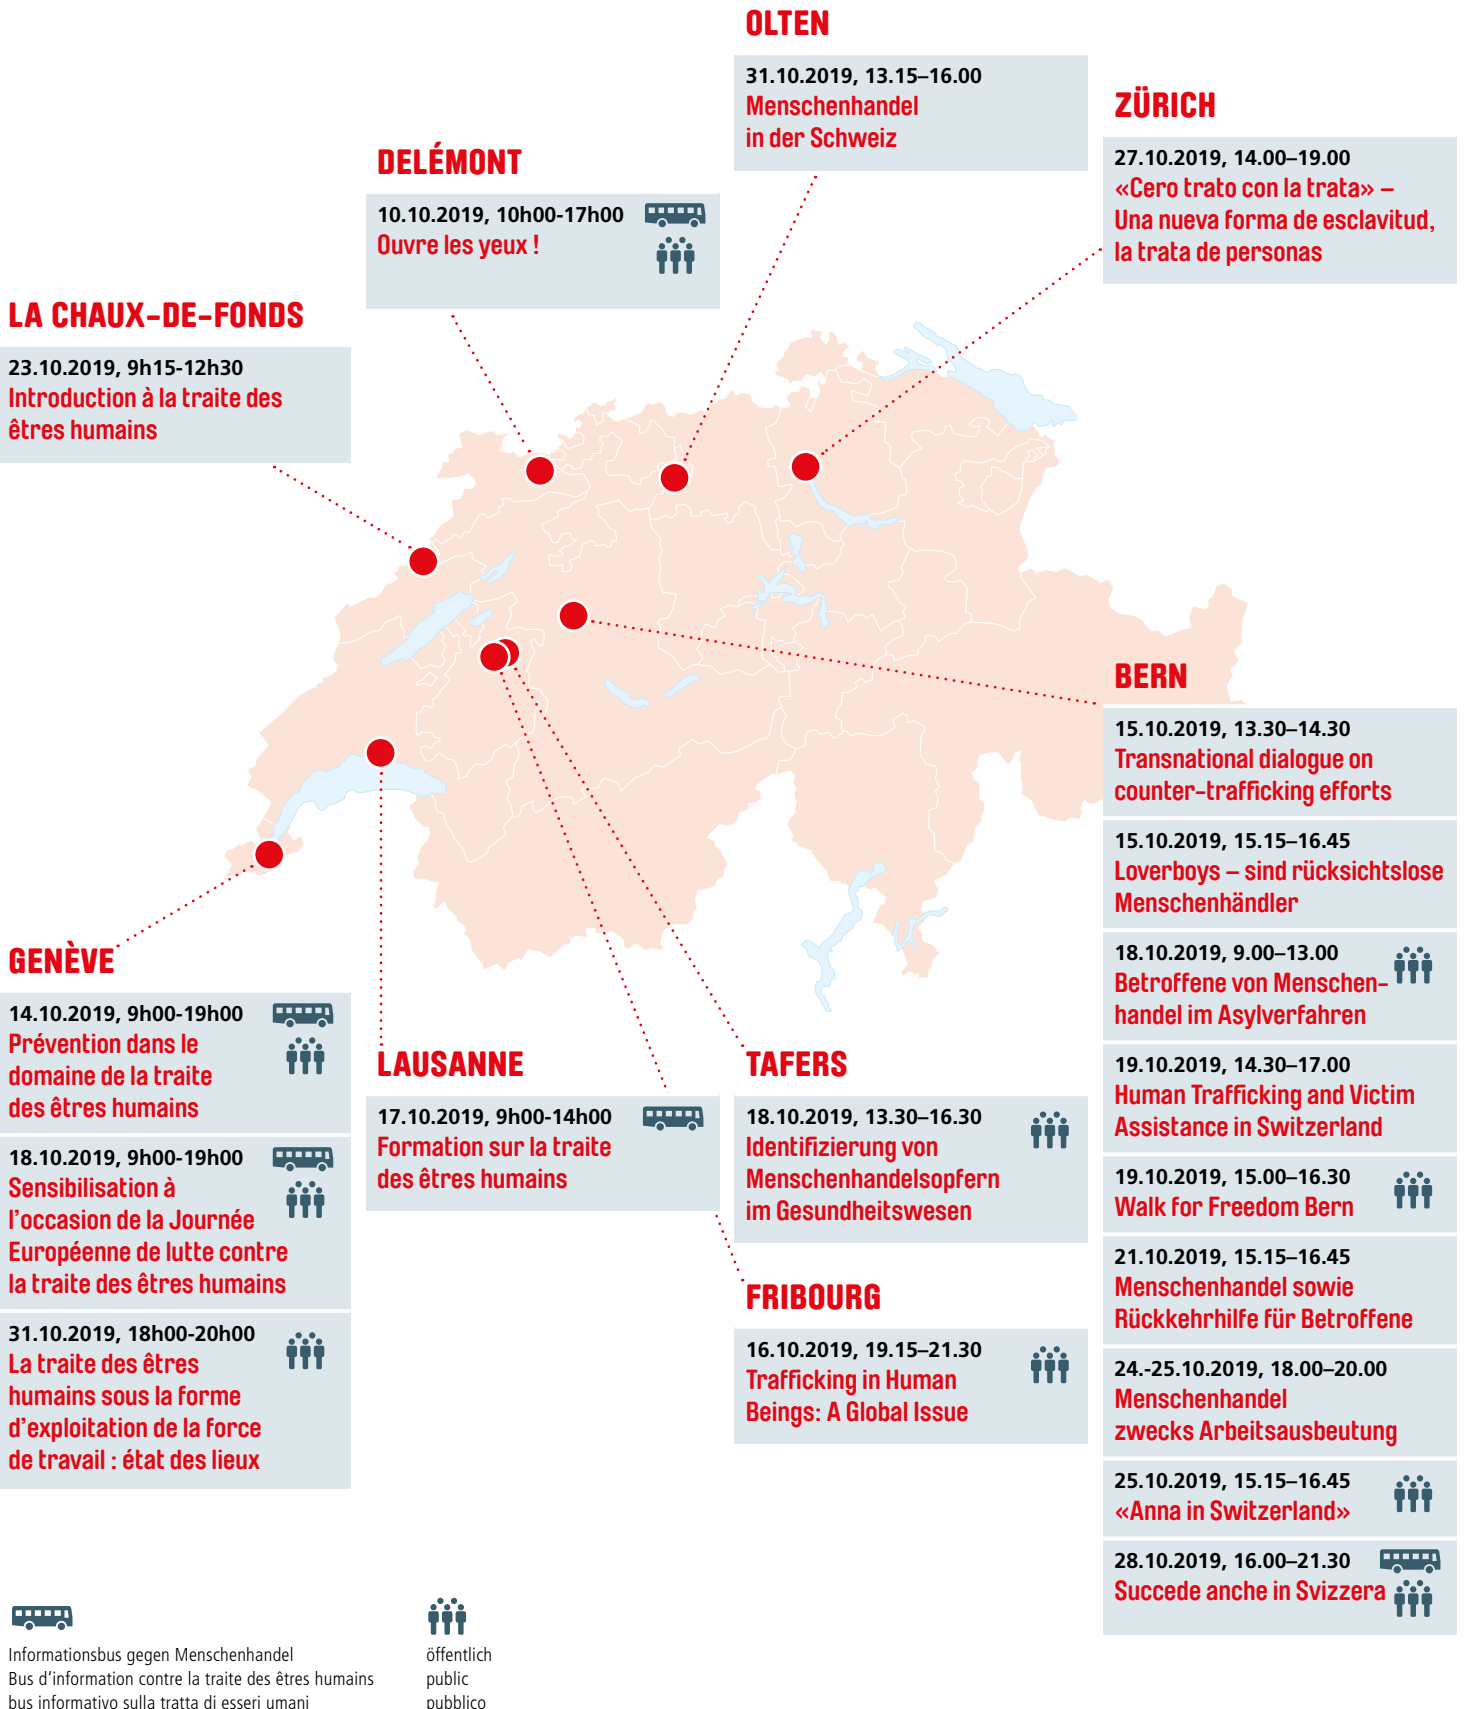 OLTEN
31.10.2019, 13.15–16.00
Menschenhandel
in der Schweiz
ZÜRICH
27.10.2019, 14.00–19.00
«Cero trato con la trata» –
Una nueva forma de esclavitud,
la trata de personas
DELÉMONT
10.10.2019, 10h00-17h00
Ouvre les yeux !
LA CHAUX-DE-FONDS
23.10.2019, 9h15-12h30
Introduction à la traite des
êtres humains
BERN
15.10.2019, 13.30–14.30
Transnational dialogue on
counter-trafficking efforts
15.10.2019, 15.15–16.45
Loverboys – sind rücksichtslose
Menschenhändler
18.10.2019, 9.00–13.00
Betroffene von Menschen-
handel im Asylverfahren
19.10.2019, 14.30–17.00
Human Trafficking and Victim
Assistance in Switzerland
19.10.2019, 15.00–16.30
Walk for Freedom Bern
21.10.2019, 15.15–16.45
Menschenhandel sowie
Rückkehrhilfe für Betroffene
24.-25.10.2019, 18.00–20.00
Menschenhandel
zwecks Arbeitsausbeutung
25.10.2019, 15.15–16.45
«Anna in Switzerland»
28.10.2019, 16.00–21.30
Succede anche in Svizzera
GENÈVE
14.10.2019, 9h00-19h00
Prévention dans le
domaine de la traite
des êtres humains
18.10.2019, 9h00-19h00
Sensibilisation à
l’occasion de la Journée
Européenne de lutte contre
la traite des êtres humains
31.10.2019, 18h00-20h00
La traite des êtres
humains sous la forme
d’exploitation de la force
de travail : état des lieux
LAUSANNE
17.10.2019, 9h00-14h00
Formation sur la traite
des êtres humains
TAFERS
18.10.2019, 13.30–16.30
Identifizierung von
Menschenhandelsopfern
im Gesundheitswesen
FRIBOURG
16.10.2019, 19.15–21.30
Trafficking in Human
Beings: A Global Issue
Informationsbus gegen Menschenhandel
Bus d’information contre la traite des êtres humains
bus informativo sulla tratta di esseri umani
öffentlich
public
pubblico